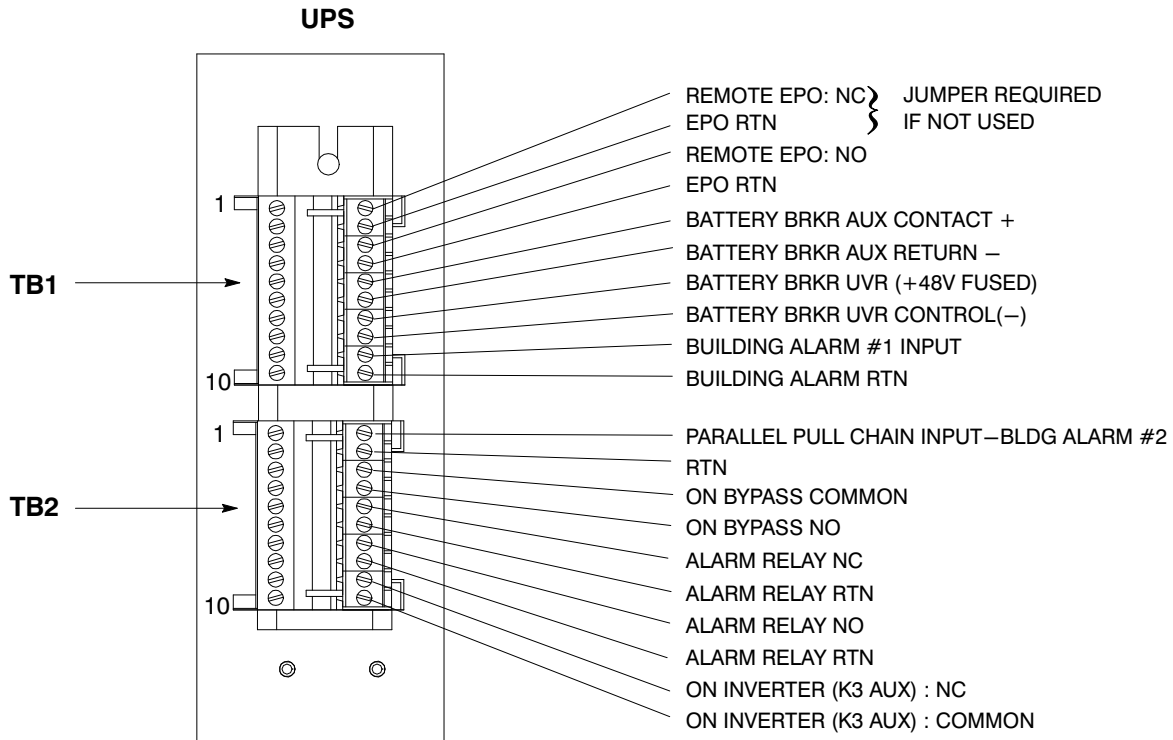 UPS
REMOTE EPO: NC } JUMPER REQUIRED
EPO RTN } IF NOT USED
REMOTE EPO: NO
EPO RTN
BATTERY BRKR AUX CONTACT +
BATTERY BRKR AUX RETURN −
BATTERY BRKR UVR (+48V FUSED)
BATTERY BRKR UVR CONTROL(−)
BUILDING ALARM #1 INPUT
BUILDING ALARM RTN
1
TB1
10
PARALLEL PULL CHAIN INPUT−BLDG ALARM #2
RTN
ON BYPASS COMMON
ON BYPASS NO
ALARM RELAY NC
ALARM RELAY RTN
ALARM RELAY NO
ALARM RELAY RTN
ON INVERTER (K3 AUX) : NC
ON INVERTER (K3 AUX) : COMMON
1
TB2
10